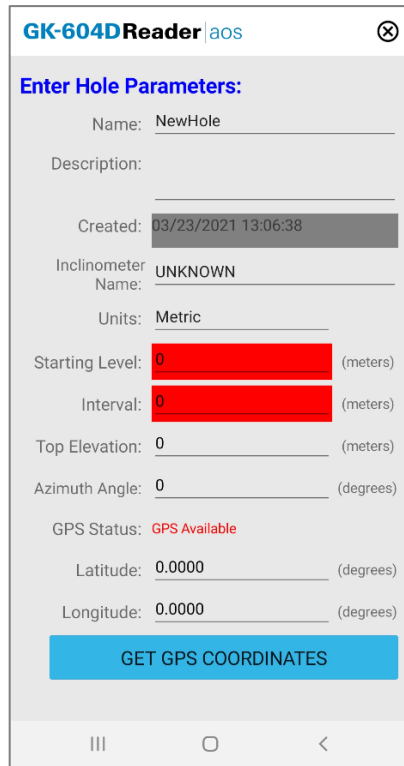 GK-604DReader|aos
Enter Hole Parameters:
Name: NewHole
Description:
Created: 03/23/2021 13:06:38
Inclinometer
Name: UNKNOWN
Units: Metric
Starting Level: 0 (meters)
Interval: 0 (meters)
Top Elevation: 0 (meters)
Azimuth Angle: 0 (degrees)
GPS Status: GPS Available
Latitude: 0.0000 (degrees)
Longitude: 0.0000 (degrees)
GET GPS COORDINATES